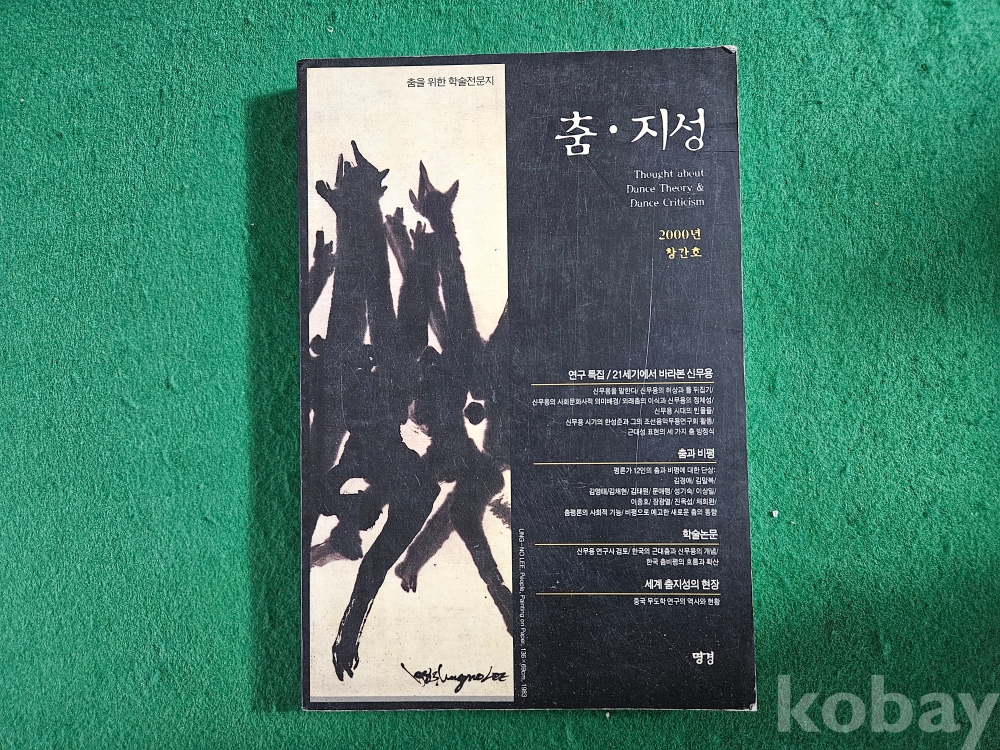 춤을 위한 학술전문지
춤·지성
Thought about
Dance Theory &
Dance Criticism
2000년
창간호
연구 특집 / 21세기에서 바라본 신무용
신무용을 말한다/ 신무용의 허상과 틀 뒤집기/
신무용의 사회문화사적 의미배경/ 외래춤의 이식과 신무용의 정체성/
신무용 시대의 인물들/
신무용 시기의 한성준과 그의 조선음악무용연구회 활동/
근대성 표현의 세 가지 춤 방정식
춤과 비평
평론가 12인의 춤과 비평에 대한 단상:
김경애/ 김말복/
김영태/김채현/ 김태원/ 문애령/ 성기숙/ 이상일/
이종호/ 장광열/ 진옥섭/ 채희완/
춤평론의 사회적 기능/ 비평으로 예고한 새로운 춤의 통합
학술논문
신무용 연구사 검토/ 한국의 근대춤과 신무용의 개념/
한국 춤비평의 흐름과 확산
세계 춤지성의 현장
중국 무도학 연구의 역사와 현황
명경
UNG-NO LEE, People, Painting on Paper, 136×69cm, 1983
UngnoLEE
kobay